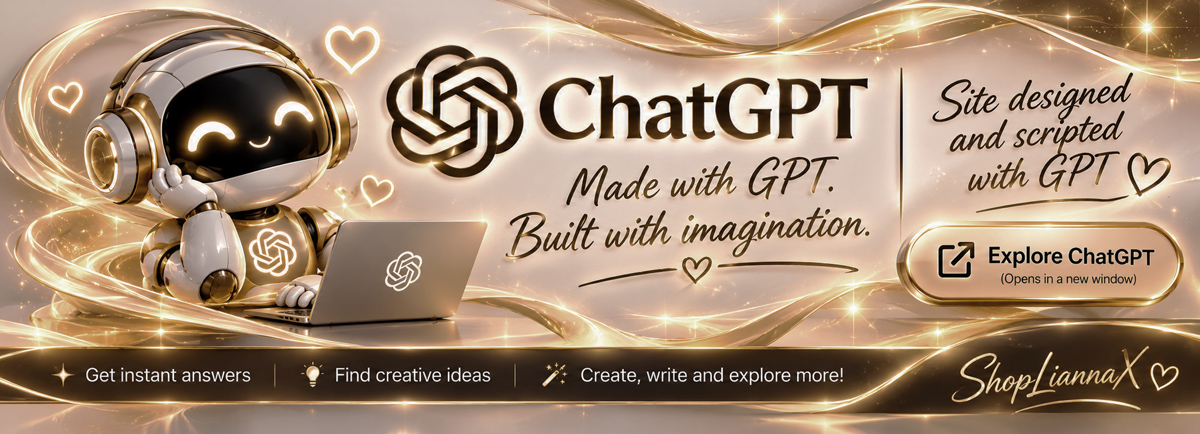 ChatGPT
Made with GPT.
Built with imagination.
Site designed
and scripted
with GPT
Explore ChatGPT
(Opens in a new window)
Get instant answers
Find creative ideas
Create, write and explore more!
ShopLiannaX